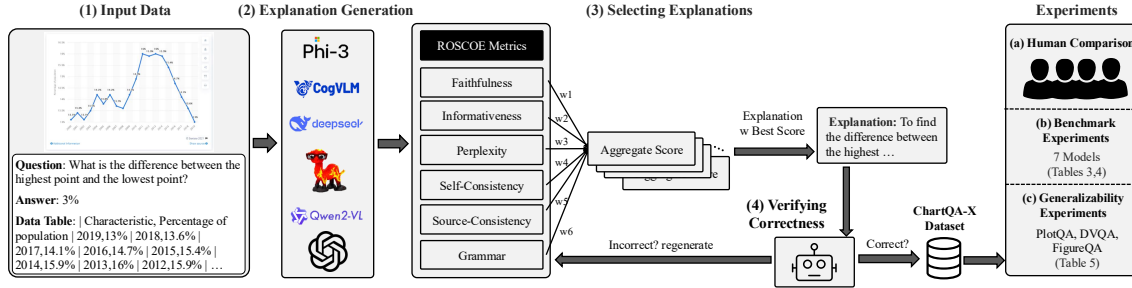 (1) Input Data
(2) Explanation Generation
(3) Selecting Explanations
Experiments
Question: What is the difference between the
highest point and the lowest point?
Answer: 3%
Data Table: | Characteristic, Percentage of
population | 2019,13% | 2018,13.6% |
2017,14.1% | 2016,14.7% | 2015,15.4% |
2014,15.9% | 2013,16% | 2012,15.9% | …
Phi-3
CogVLM
deepseek
Qwen2-VL
ROSCOE Metrics
Faithfulness
Informativeness
Perplexity
Self-Consistency
Source-Consistency
Grammar
w1
w2
w3
w4
w5
w6
Aggregate Score
Explanation
w Best Score
Explanation: To find
the difference between
the highest …
(4) Verifying
Correctness
Incorrect? regenerate
Correct?
ChartQA-X
Dataset
(a) Human Comparison
(b) Benchmark
Experiments
7 Models
(Tables 3,4)
(c) Generalizability
Experiments
PlotQA, DVQA,
FigureQA
(Table 5)